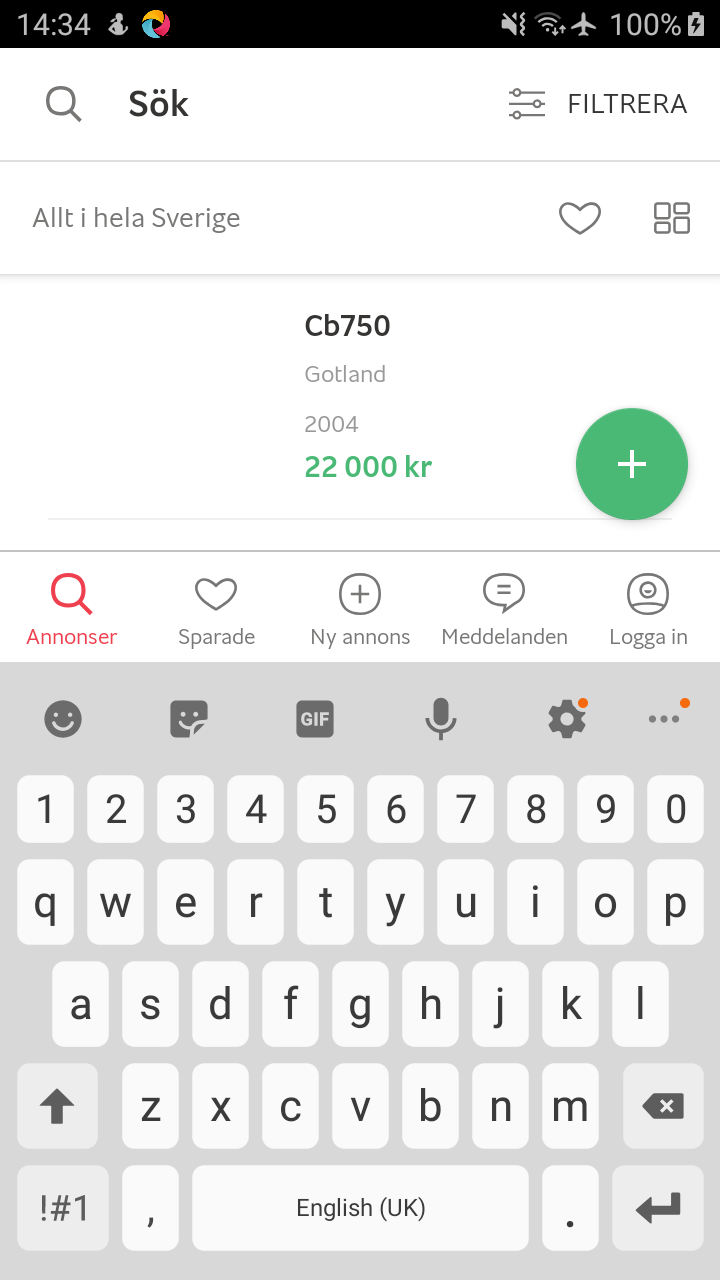 14:34 100%
Sök FILTRERA
Allt i hela Sverige
Cb750
Gotland
2004
22 000 kr
Annonser Sparade Ny annons Meddelanden Logga in
GIF
1 2 3 4 5 6 7 8 9 0
q w e r t y u i o p
a s d f g h j k l
z x c v b n m
!#1 , English (UK) .